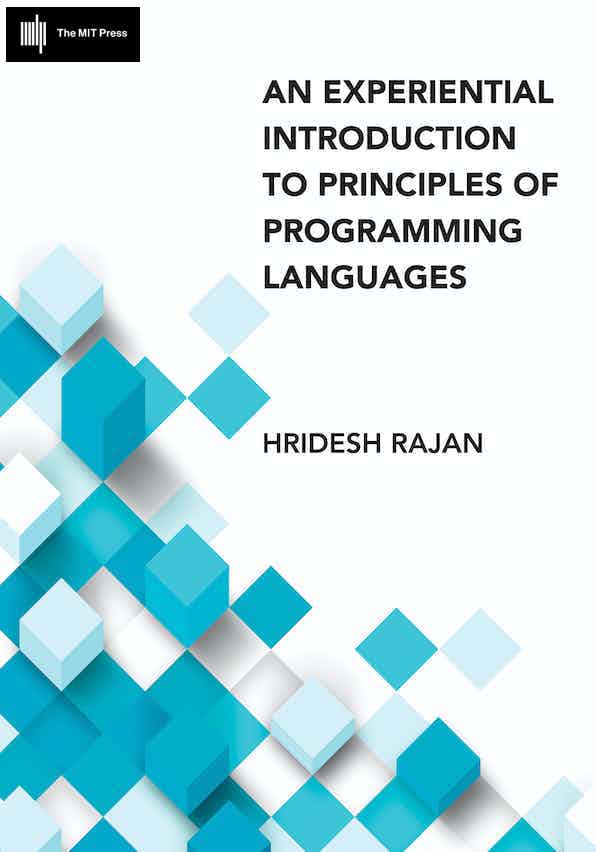 The MIT Press
AN EXPERIENTIAL
INTRODUCTION
TO PRINCIPLES OF
PROGRAMMING
LANGUAGES
HRIDESH RAJAN